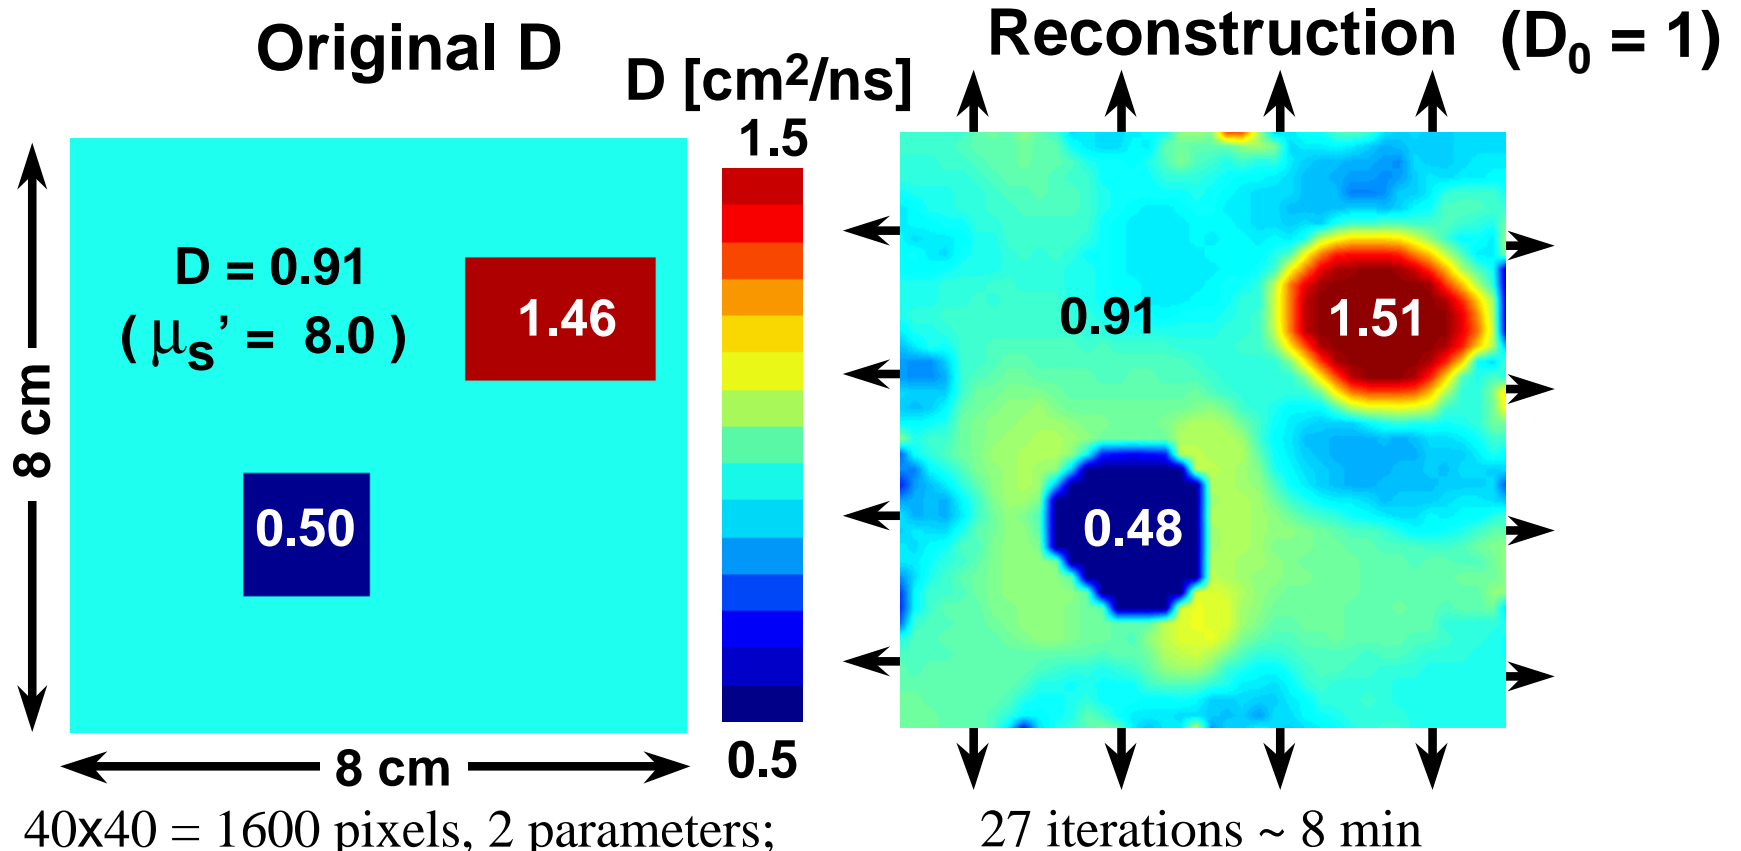 Original D
Reconstruction (D₀ = 1)
D [cm²/ns]
1.5
D = 0.91
( μₛ’ = 8.0 )
1.46
0.50
8 cm
8 cm
0.5
0.91
1.51
0.48
40x40 = 1600 pixels, 2 parameters;
27 iterations ~ 8 min